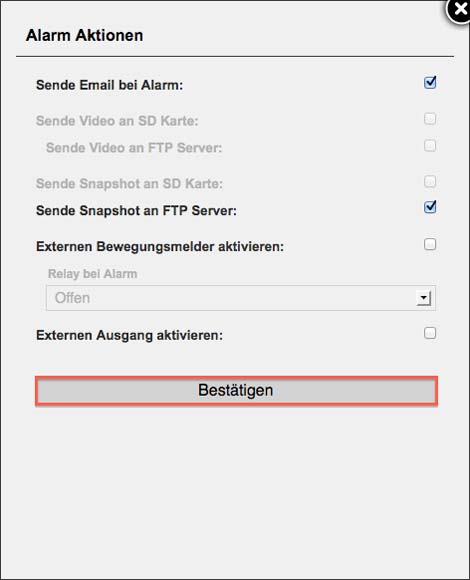 Alarm Aktionen
Sende Email bei Alarm:
Sende Video an SD Karte:
Sende Video an FTP Server:
Sende Snapshot an SD Karte:
Sende Snapshot an FTP Server:
Externen Bewegungsmelder aktivieren:
Relay bei Alarm
Offen
Externen Ausgang aktivieren:
Bestätigen